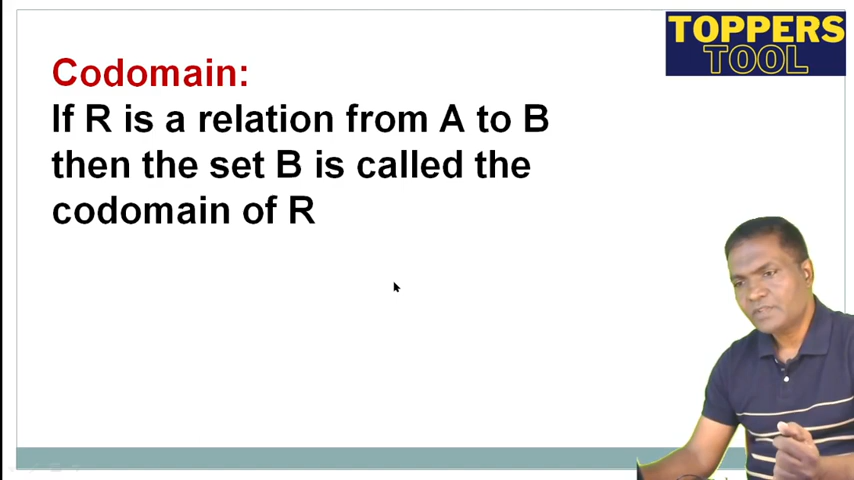 TOPPERS
TOOL
Codomain:
If R is a relation from A to B
then the set B is called the
codomain of R